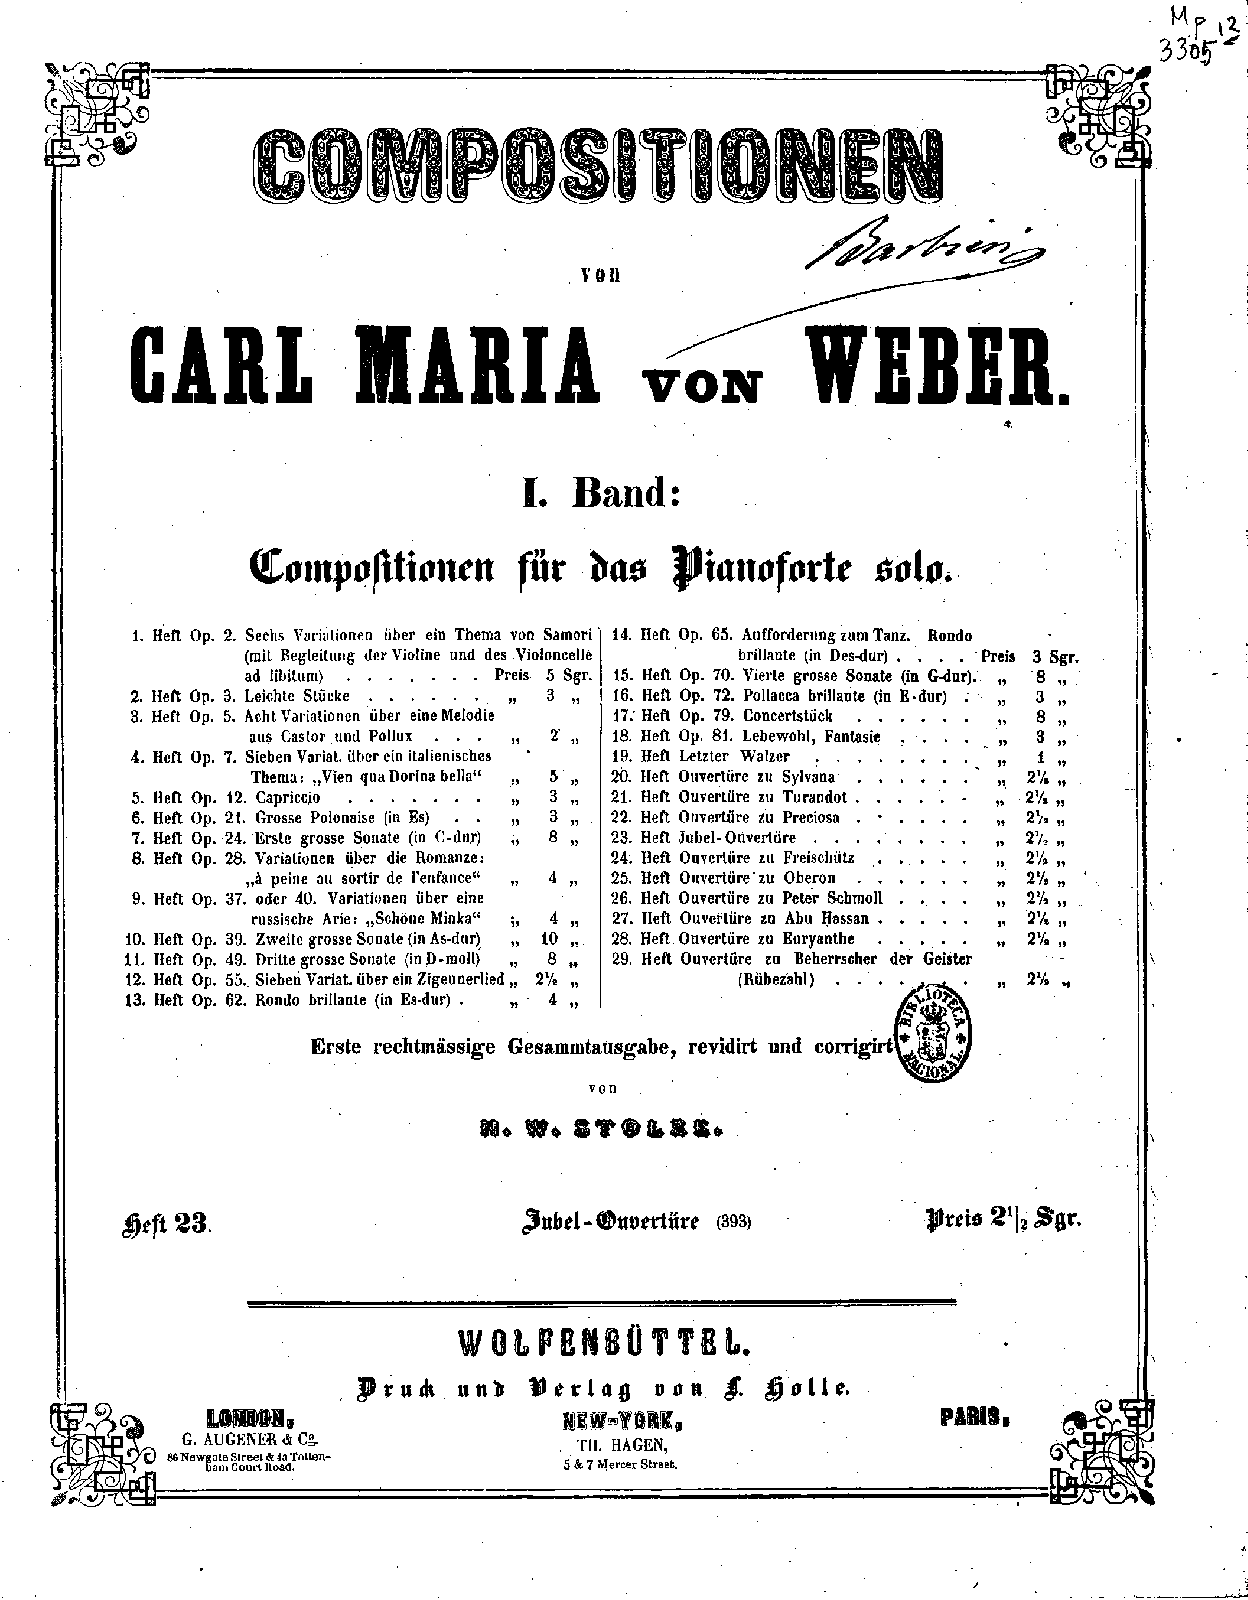 Mp 12
3305
COMPOSITIONEN
Barbieri
von
CARL MARIA VON WEBER.
I. Band:
Compositionen für das Pianoforte solo.
1. Heft Op. 2. Sechs Variationen über ein Thema von Samori
(mit Begleitung der Violine und des Violoncelle
ad libitum) . . . . . . . Preis 5 Sgr.
2. Heft Op. 3. Leichte Stücke . . . . . . „ 3 „
3. Heft Op. 5. Acht Variationen über eine Melodie
aus Castor und Pollux . . . „ 2 „
4. Heft Op. 7. Sieben Variat. über ein italienisches
Thema: „Vien qua Dorina bella“ „ 5 „
5. Heft Op. 12. Capriccio . . . . . . . „ 3 „
6. Heft Op. 21. Grosse Polonaise (in Es) . . „ 3 „
7. Heft Op. 24. Erste grosse Sonate (in C-dur) „ 8 „
8. Heft Op. 28. Variationen über die Romanze:
„à peine au sortir de l'enfance“ „ 4 „
9. Heft Op. 37. oder 40. Variationen über eine
russische Arie: „Schöne Minka“ „ 4 „
10. Heft Op. 39. Zweite grosse Sonate (in As-dur) „ 10 „
11. Heft Op. 49. Dritte grosse Sonate (in D-moll) „ 8 „
12. Heft Op. 55. Sieben Variat. über ein Zigeunerlied „ 2½ „
13. Heft Op. 62. Rondo brillante (in Es-dur) . „ 4 „
14. Heft Op. 65. Aufforderung zum Tanz. Rondo
brillante (in Des-dur) . . . . Preis 3 Sgr.
15. Heft Op. 70. Vierte grosse Sonate (in G-dur). „ 8 „
16. Heft Op. 72. Pollacca brillante (in E-dur) . „ 3 „
17. Heft Op. 79. Concertstück . . . . . . „ 8 „
18. Heft Op. 81. Lebewohl, Fantasie . . . . „ 3 „
19. Heft Letzter Walzer . . . . . . . . „ 1 „
20. Heft Ouvertüre zu Sylvana . . . . . . „ 2½ „
21. Heft Ouvertüre zu Turandot . . . . . . „ 2½ „
22. Heft Ouvertüre zu Preciosa . . . . . . „ 2½ „
23. Heft Jubel-Ouvertüre . . . . . . . . „ 2½ „
24. Heft Ouvertüre zu Freischütz . . . . . „ 2½ „
25. Heft Ouvertüre zu Oberon . . . . . . „ 2½ „
26. Heft Ouvertüre zu Peter Schmoll . . . . „ 2½ „
27. Heft Ouvertüre zu Abu Hassan . . . . . „ 2½ „
28. Heft Ouvertüre zu Euryanthe . . . . . „ 2½ „
29. Heft Ouvertüre zu Beherrscher der Geister
(Rübezahl) . . . . . . . „ 2½ „
BIBLIOTECA NACIONAL
Erste rechtmässige Gesammtausgabe, revidirt und corrigirt
von
H. W. STOLZE.
Heft 23. Jubel-Ouvertüre (393) Preis 2½ Sgr.
WOLFENBÜTTEL.
Druck und Verlag von L. Holle.
LONDON,
G. AUGENER & Co.
86 Newgate Street & 4a Totten-
ham Court Road.
NEW-YORK,
TH. HAGEN,
5 & 7 Mercer Street.
PARIS,